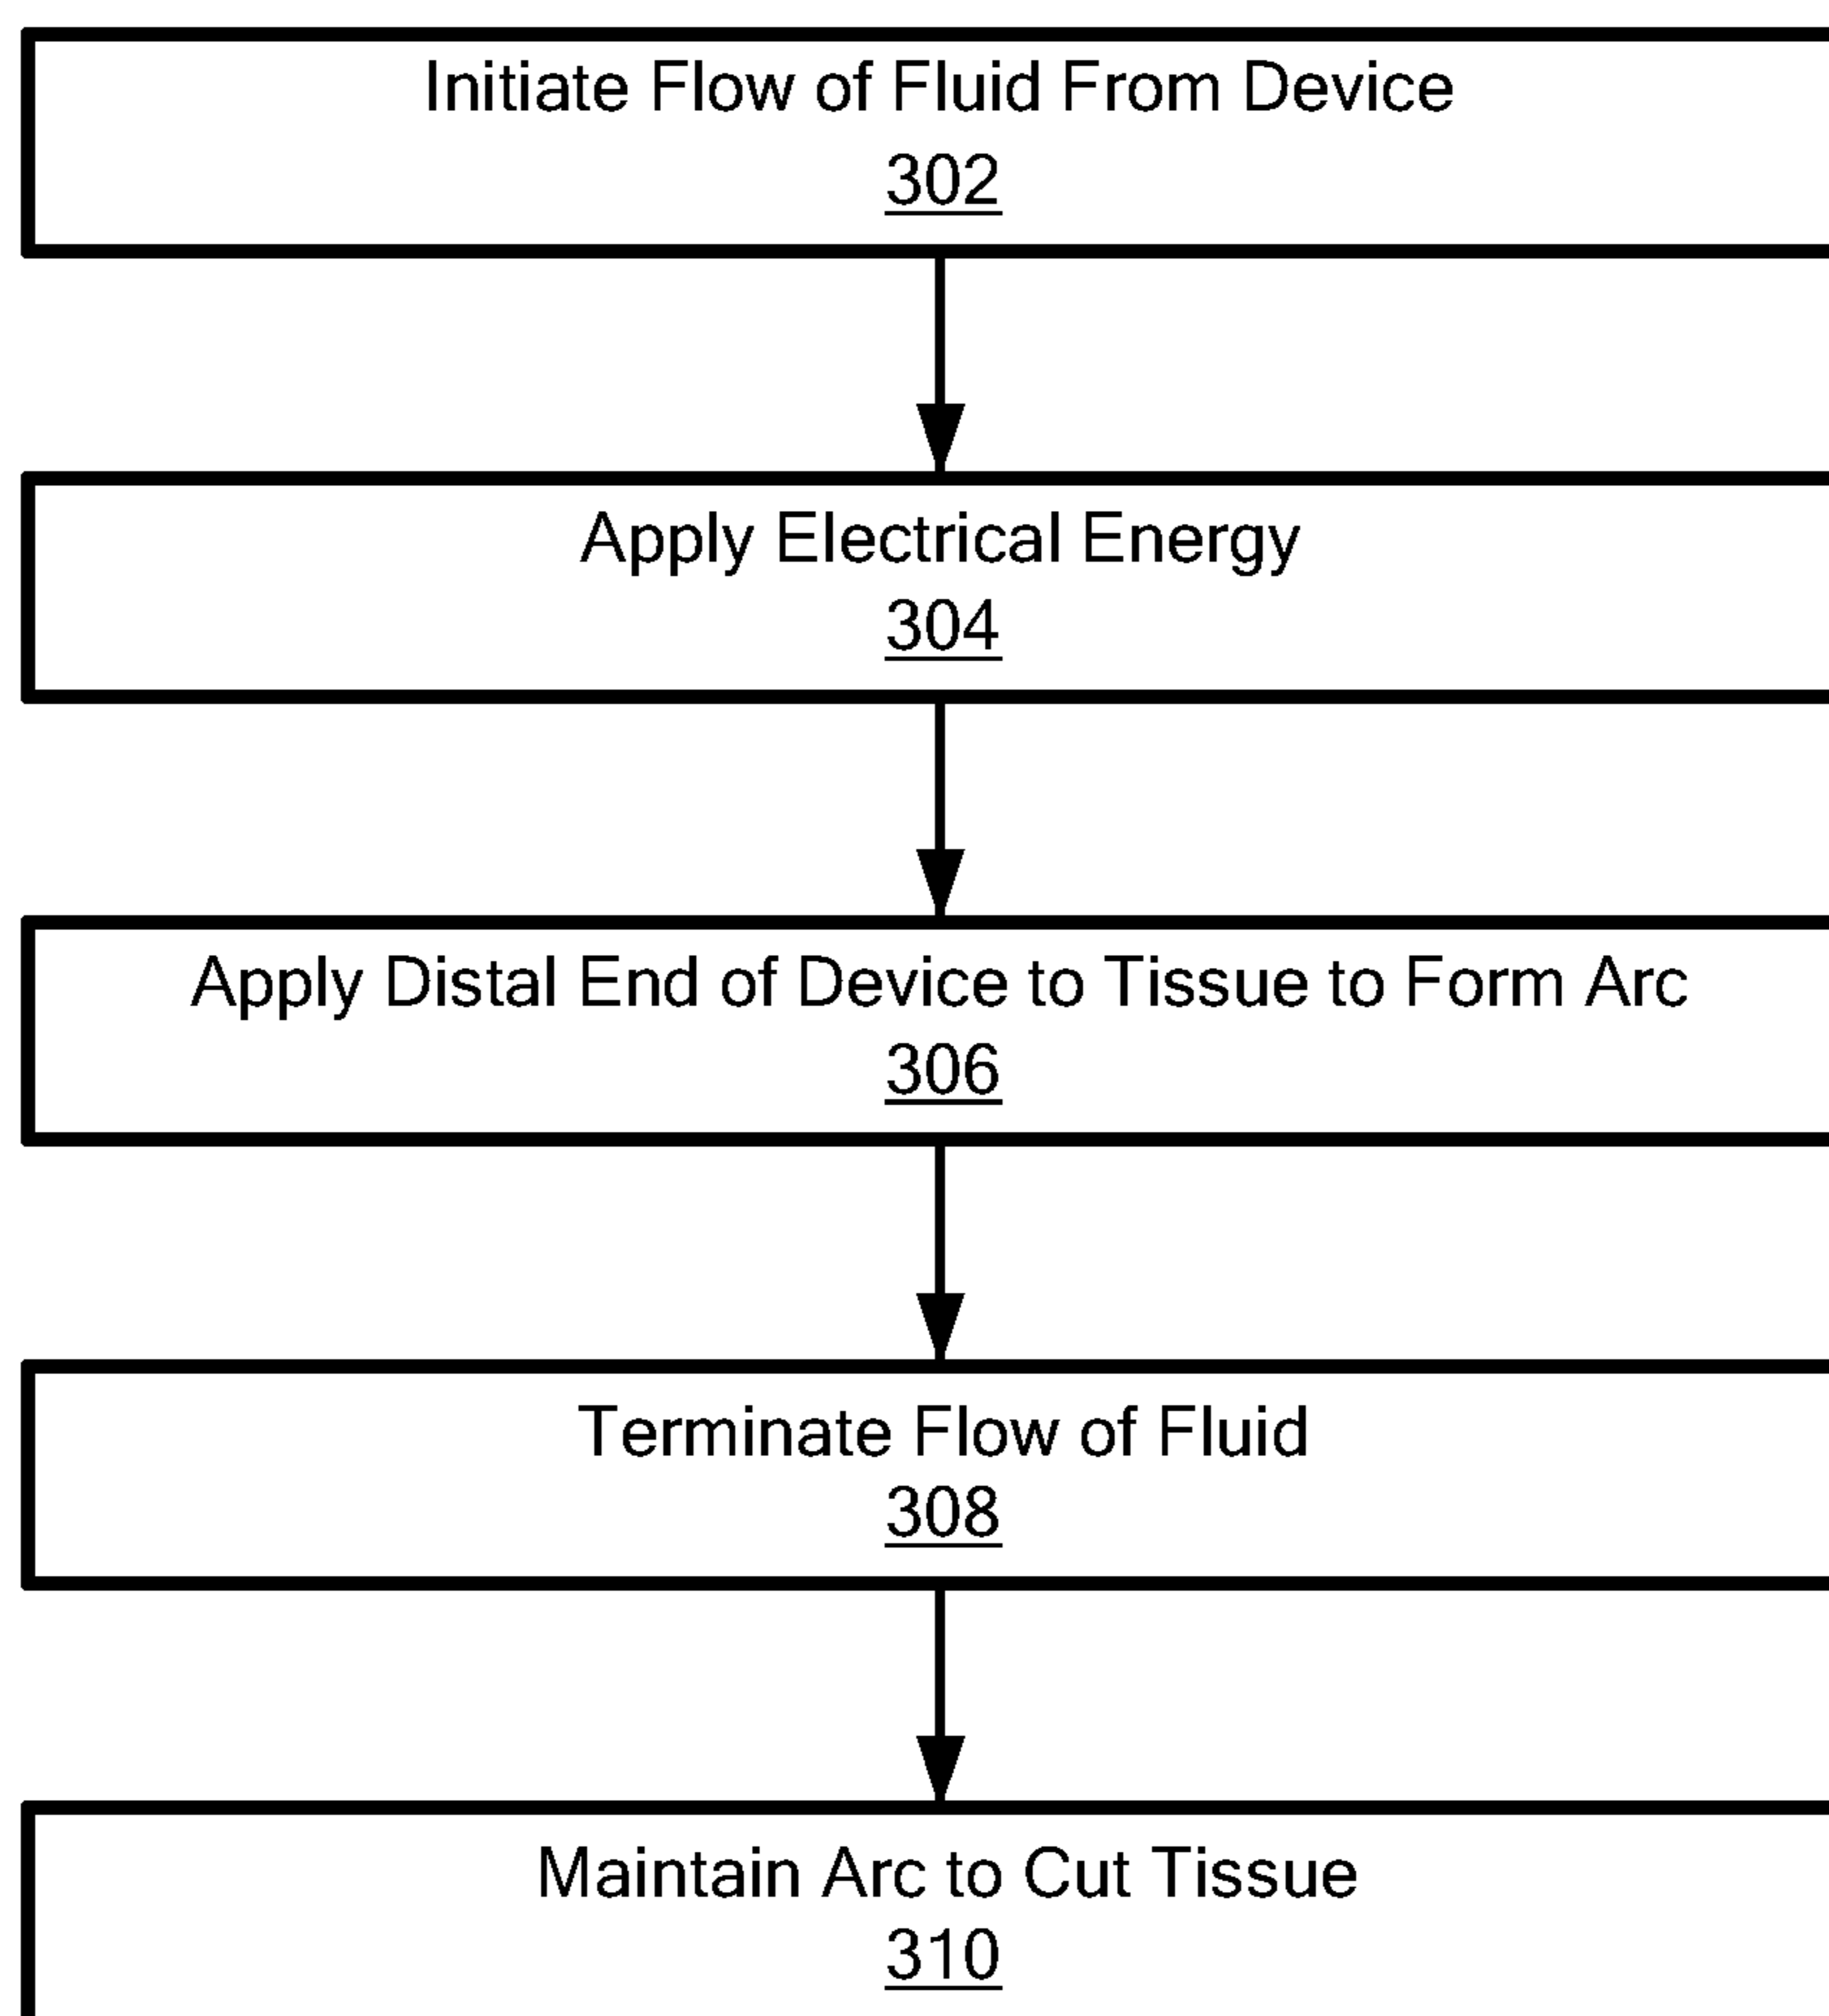 Initiate Flow of Fluid From Device
302
Apply Electrical Energy
304
Apply Distal End of Device to Tissue to Form Arc
306
Terminate Flow of Fluid
308
Maintain Arc to Cut Tissue
310